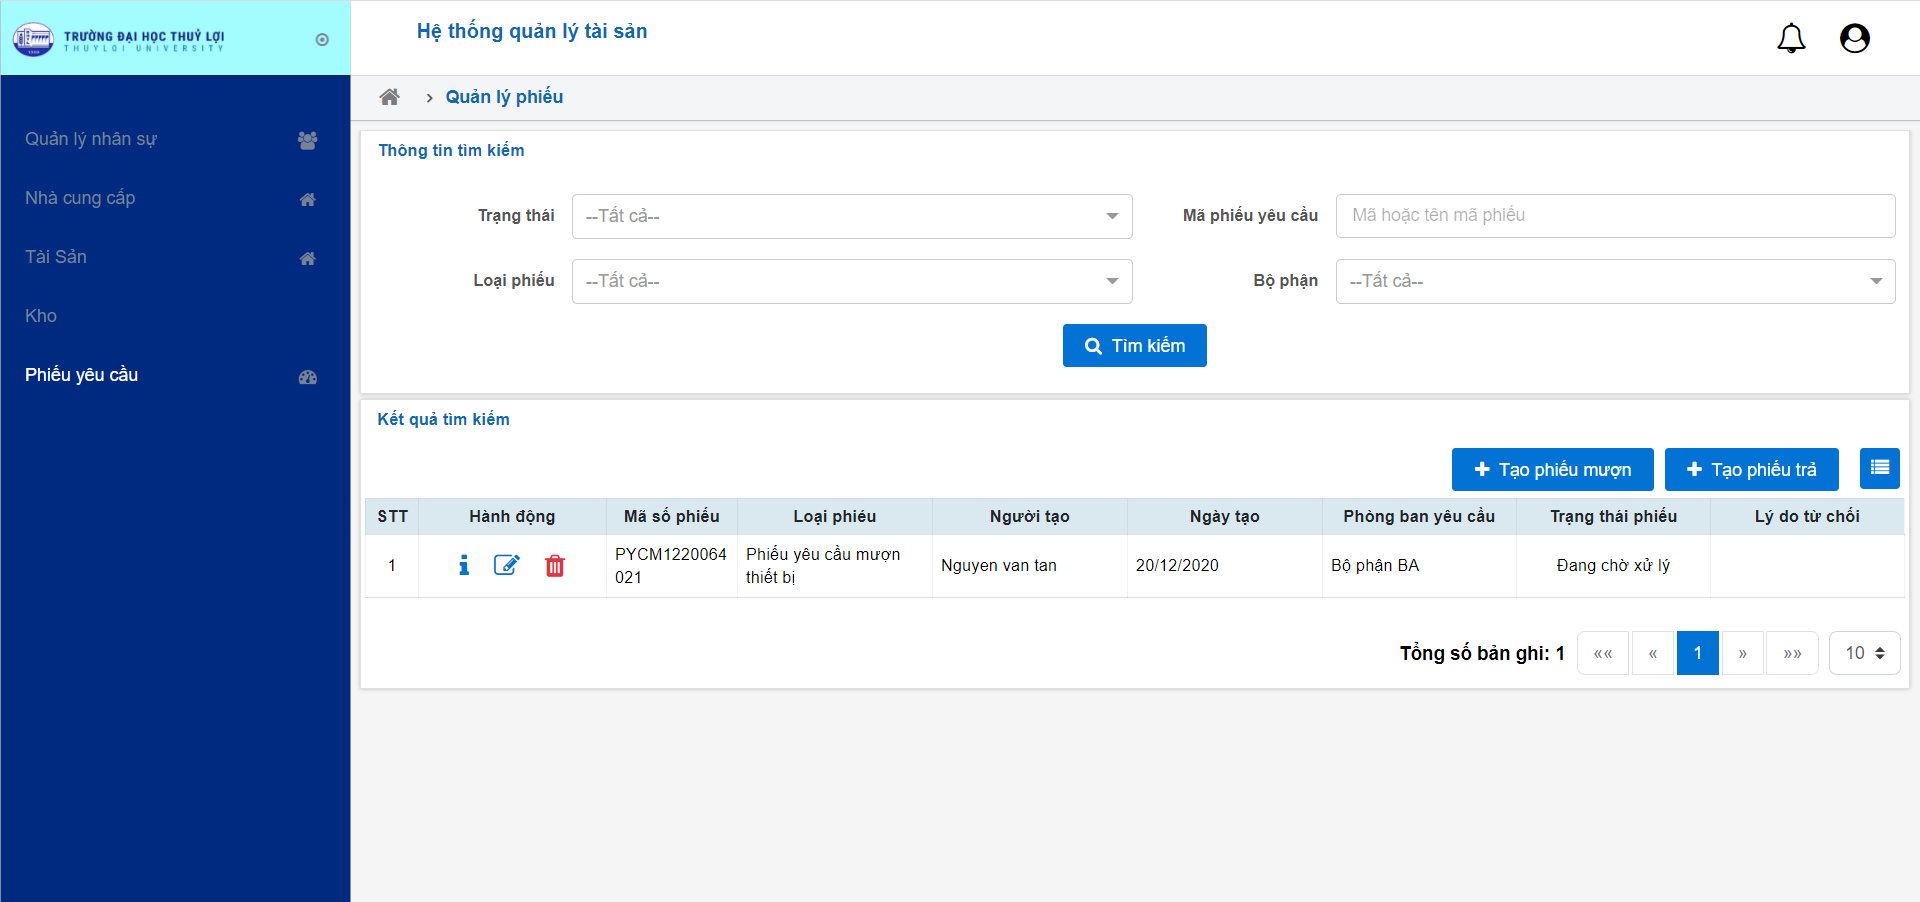 TRƯỜNG ĐẠI HỌC THUỶ LỢI
THUYLOI UNIVERSITY
Hệ thống quản lý tài sản
Quản lý nhân sự
Nhà cung cấp
Tài Sản
Kho
Phiếu yêu cầu
› Quản lý phiếu
Thông tin tìm kiếm
Trạng thái --Tất cả-- Mã phiếu yêu cầu Mã hoặc tên mã phiếu
Loại phiếu --Tất cả-- Bộ phận --Tất cả--
Tìm kiếm
Kết quả tìm kiếm
Tạo phiếu mượn Tạo phiếu trả
STT Hành động Mã số phiếu Loại phiéu Người tạo Ngày tạo Phòng ban yêu cầu Trạng thái phiếu Lý do từ chối
1 PYCM1220064 Phiếu yêu cầu mượn Nguyen van tan 20/12/2020 Bộ phận BA Đang chờ xử lý
021 thiết bị
Tổng số bản ghi: 1 «« « 1 » »» 10